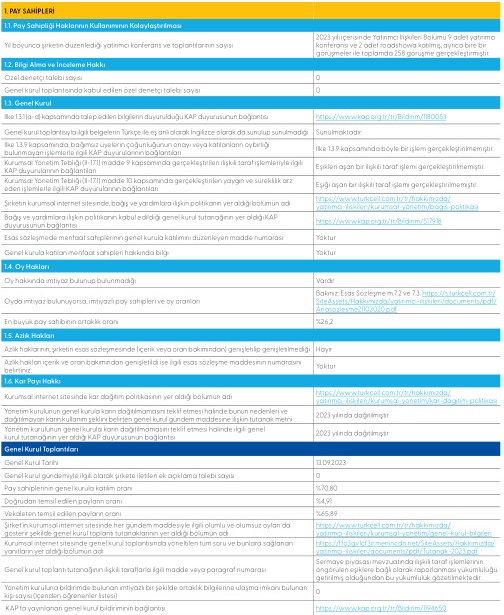 1. PAY SAHİPLERİ
1.1. Pay Sahipliği Haklarının Kullanımının Kolaylaştırılması
Yıl boyunca şirketin düzenlediği yatırımcı konferans ve toplantılarının sayısı
2023 yılı içerisinde Yatırımcı İlişkileri Bölümü 9 adet yatırımcı
konferansı ve 2 adet roadshowa katılmış, ayrıca bire bir
görüşmeler ile toplamda 258 görüşme gerçekleştirmiştir.
1.2. Bilgi Alma ve İnceleme Hakkı
Özel denetçi talebi sayısı
0
Genel kurul toplantısında kabul edilen özel denetçi talebi sayısı
0
1.3. Genel Kurul
İlke 1.3.1 (a-d) kapsamında talep edilen bilgilerin duyurulduğu KAP duyurusunun bağlantısı
https://www.kap.org.tr/tr/Bildirim/1180053
Genel kurul toplantısıyla ilgili belgelerin Türkçe ile eş anlı olarak İngilizce olarak da sunulup sunulmadığı
Sunulmaktadır
İlke 1.3.9 kapsamında, bağımsız üyelerin çoğunluğunun onayı veya katılanların oybirliği
bulunmayan işlemlerle ilgili KAP duyurularının bağlantıları
İlke 1.3.9 kapsamında böyle bir işlem gerçekleştirilmemiştir.
Kurumsal Yönetim Tebliği (II-17.1) madde 9 kapsamında gerçekleştirilen ilişkili taraf işlemleriyle ilgili
KAP duyurularının bağlantıları
Eşikleri aşan bir ilişkili taraf işlemi gerçekleştirilmemiştir.
Kurumsal Yönetim Tebliği (II-17.1) madde 10 kapsamında gerçekleştirilen yaygın ve süreklilik arz
eden işlemlerle ilgili KAP duyurularının bağlantıları
Eşiği aşan bir ilişkili taraf işlemi gerçekleştirilmemiştir.
Şirketin kurumsal internet sitesinde, bağış ve yardımlara ilişkin politikanın yer aldığı bölümün adı
https://www.turkcell.com.tr/tr/hakkimizda/
yatirimci-iliskileri/kurumsal-yonetim/bagis-politikasi
Bağış ve yardımlara ilişkin politikanın kabul edildiği genel kurul tutanağının yer aldığı KAP
duyurusunun bağlantısı
https://www.kap.org.tr/tr/Bildirim/517918
Esas sözleşmede menfaat sahiplerinin genel kurula katılımını düzenleyen madde numarası
Yoktur
Genel kurula katılan menfaat sahipleri hakkında bilgi
Yoktur
1.4. Oy Hakları
Oy hakkında imtiyaz bulunup bulunmadığı
Vardır
Oyda imtiyaz bulunuyorsa, imtiyazlı pay sahipleri ve oy oranları
Bakınız: Esas Sözleşme m.7.2 ve 7.3. https://s.turkcell.com.tr/
SiteAssets/Hakkimizda/yatirimci-iliskileri/documents/pdf/
Anasozlesme21102020.pdf
En büyük pay sahibinin ortaklık oranı
%26,2
1.5. Azlık Hakları
Azlık haklarının, şirketin esas sözleşmesinde (içerik veya oran bakımından) genişletilip genişletilmediği
Hayır
Azlık hakları içerik ve oran bakımından genişletildi ise ilgili esas sözleşme maddesinin numarasını
belirtiniz.
Yoktur
1.6. Kar Payı Hakkı
Kurumsal internet sitesinde kar dağıtım politikasının yer aldığı bölümün adı
https://www.turkcell.com.tr/tr/hakkimizda/
yatirimci-iliskileri/kurumsal-yonetim/kar-dagitim-politikasi
Yönetim kurulunun genel kurula karın dağıtılmamasını teklif etmesi halinde bunun nedenleri ve
dağıtılmayan karın kullanım şeklini belirten genel kurul gündem maddesine ilişkin tutanak metni
2023 yılında dağıtılmıştır
Yönetim kurulunun genel kurula karın dağıtılmamasını teklif etmesi halinde ilgili genel
kurul tutanağının yer aldığı KAP duyurusunun bağlantısı
2023 yılında dağıtılmıştır
Genel Kurul Toplantıları
Genel Kurul Tarihi
13.09.2023
Genel kurul gündemiyle ilgili olarak şirkete iletilen ek açıklama talebi sayısı
0
Pay sahiplerinin genel kurula katılım oranı
%70,80
Doğrudan temsil edilen payların oranı
%4,91
Vekaleten temsil edilen payların oranı
%65,89
Şirket'in kurumsal internet sitesinde her gündem maddesiyle ilgili olumlu ve olumsuz oyları da
gösterir şekilde genel kurul toplantı tutanaklarının yer aldığı bölümün adı
https://www.turkcell.com.tr/tr/hakkimizda/
yatirimci-iliskileri/kurumsal-yonetim/genel-kurul-bilgileri
Kurumsal internet sitesinde genel kurul toplantısında yöneltilen tüm soru ve bunlara sağlanan
yanıtların yer aldığı bölümün adı
yatirimci-iliskileri/documents/pdf/Tutanak-2023.pdf
Genel kurul toplantı tutanağının ilişkili taraflarla ilgili madde veya paragraf numarası
Sermaye piyasası mevzuatında ilişkili taraf işlemlerinin
öngörülen eşiklere bağlı olarak raporlanması yükümlülüğü
getirilmiş olduğundan bu yükümlülük gözetilmektedir.
Yönetim kuruluna bildirimde bulunan imtiyazlı bir şekilde ortaklık bilgilerine ulaşma imkanı bulunan
kişi sayısı (İçeriden öğrenenler listesi)
0
KAP'ta yayınlanan genel kurul bildiriminin bağlantısı
https://www.kap.org.tr/tr/Bildirim/1194650